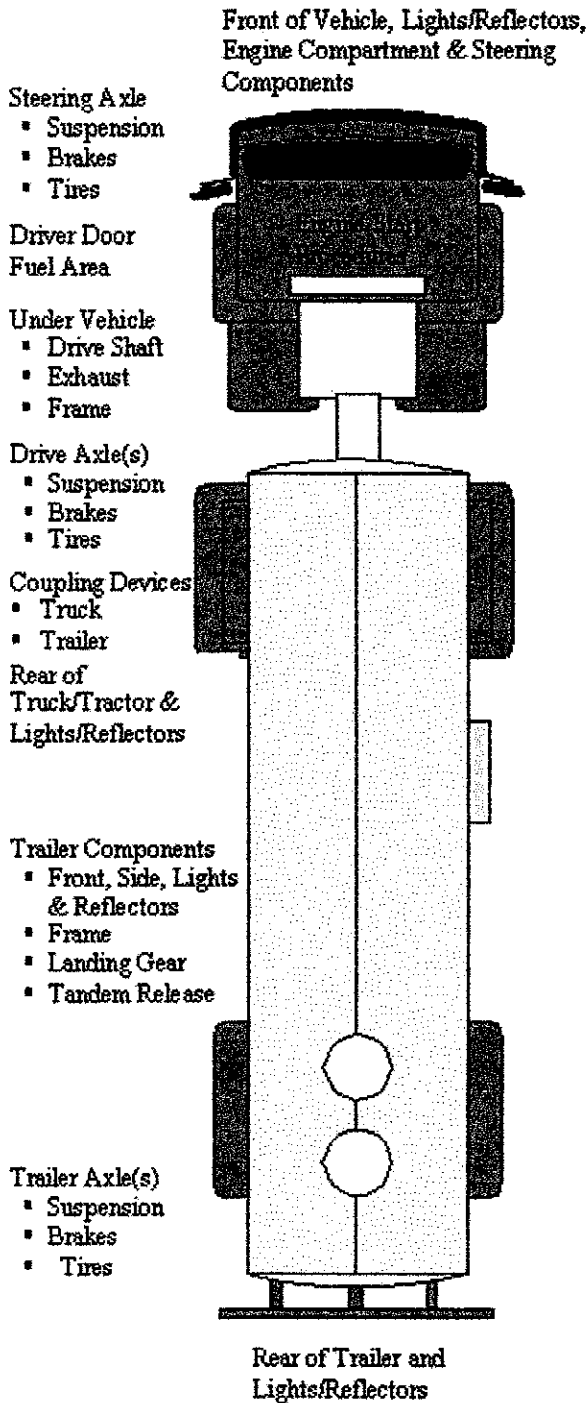 Front of Vehicle, Lights/Reflectors,
Engine Compartment & Steering
Components
Steering Axle
▪ Suspension
▪ Brakes
▪ Tires
Driver Door
Fuel Area
Under Vehicle
▪ Drive Shaft
▪ Exhaust
▪ Frame
Drive Axle(s)
▪ Suspension
▪ Brakes
▪ Tires
Coupling Devices
▪ Truck
▪ Trailer
Rear of
Truck/Tractor &
Lights/Reflectors
Trailer Components
▪ Front, Side, Lights
& Reflectors
▪ Frame
▪ Landing Gear
▪ Tandem Release
Trailer Axle(s)
▪ Suspension
▪ Brakes
▪ Tires
Rear of Trailer and
Lights/Reflectors